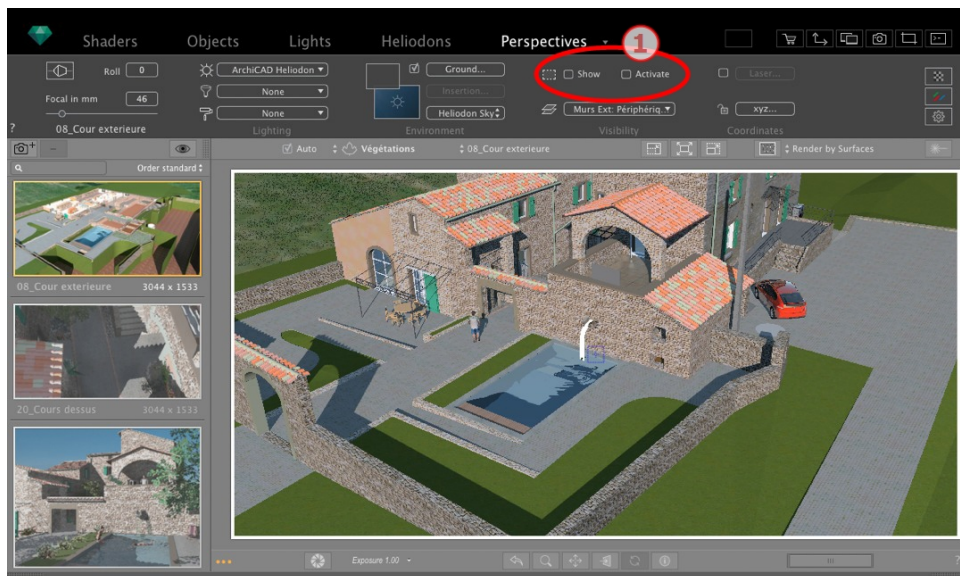 Shaders Objects Lights Heliodons Perspectives 1
Roll 0 ArchiCAD Heliodon Ground... Show Activate Laser...
Focal in mm 46 None Insertion...
None Heliodon Sky Murs Ext: Périphériq. xyz...
? 08_Cour exterieure Lighting Environment Visibility Coordinates
Auto Végétations 08_Cour exterieure Render by Surfaces
Order standard
08_Cour exterieure 3044 x 1533
20_Cours dessus 3044 x 1533
Exposure 1.00 ?